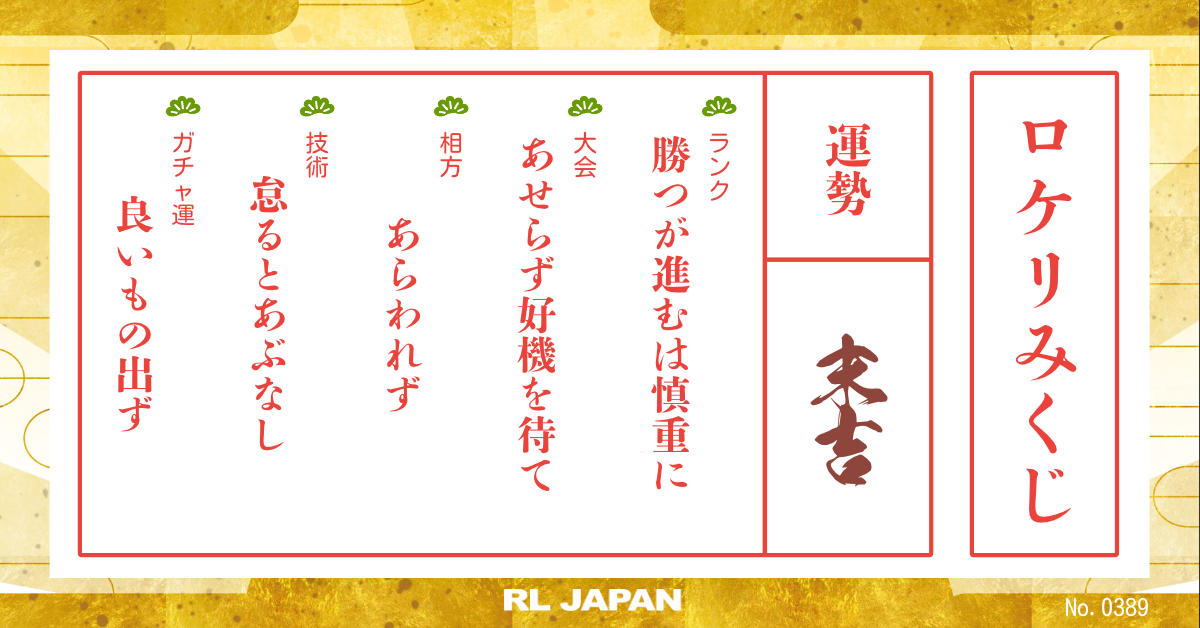 ロケリみくじ
運勢
末吉
ランク
勝つが進むは慎重に
大会
あせらず好機を待て
相方
あらわれず
技術
怠るとあぶなし
ガチャ運
良いもの出ず
RL JAPAN
No. 0389